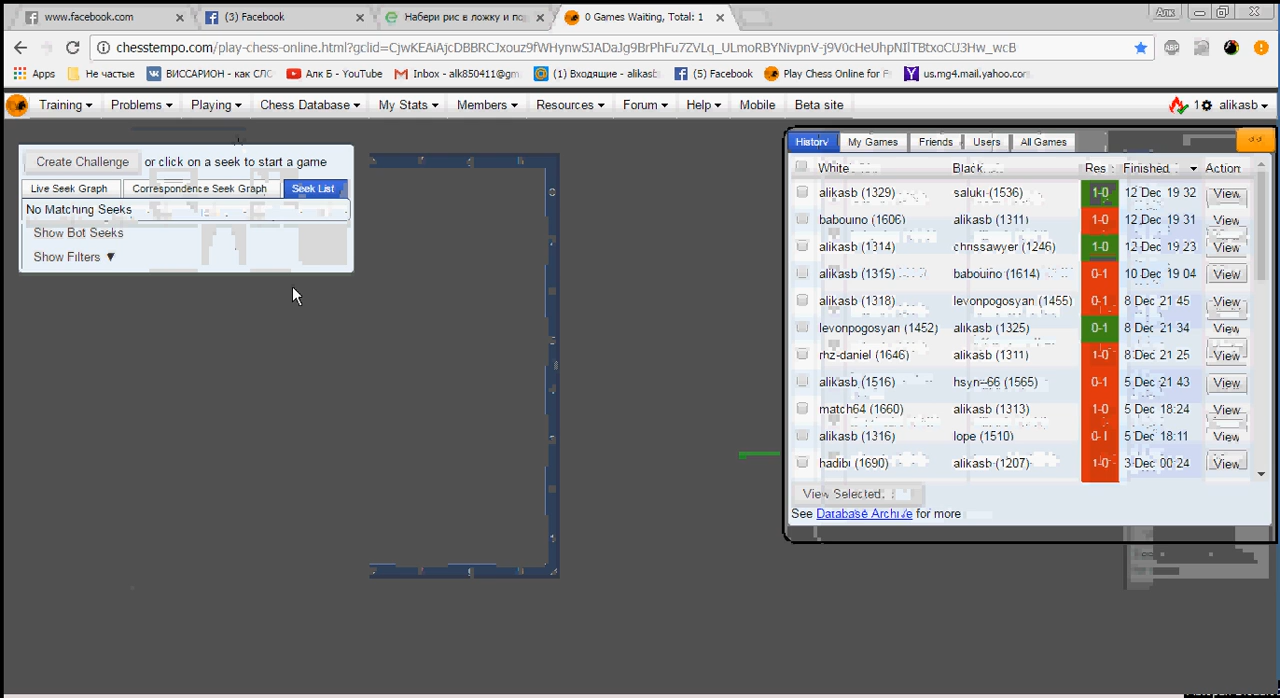 www.facebook.com
(3) Facebook
Набери рис в ложку и по
0 Games Waiting, Total: 1
Алк
chesstempo.com/play-chess-online.html?gclid=CjwKEAiAjcDBBRCJxouz9fWHynwSJADaJg9BrPhFu7ZVLq_ULmoRBYNivpnV-j9V0cHeUhpNIlTBtxoCU3Hw_wcB
ABP
Apps Не частые ВИССАРИОН - как СЛС Алк Б - YouTube Inbox - alk850411@gm (1) Входящие - alikasb (5) Facebook Play Chess Online for F us.mg4.mail.yahoo.com
Training Problems Playing Chess Database My Stats Members Resources Forum Help Mobile Beta site 1 alikasb
Create Challenge or click on a seek to start a game
Live Seek Graph Correspondence Seek Graph Seek List
No Matching Seeks
Show Bot Seeks
Show Filters ▼
History My Games Friends Users All Games
White Black Res Finished Action
alikasb (1329) saluki (1536) 1-0 12 Dec 19 32 View
babouino (1606) alikasb (1311) 1-0 12 Dec 19 31 View
alikasb (1314) chrissawyer (1246) 1-0 12 Dec 19 23 View
alikasb (1315) babouino (1614) 0-1 10 Dec 19 04 View
alikasb (1318) levonpogosyan (1455) 0-1 8 Dec 21 45 View
levonpogosyan (1452) alikasb (1325) 0-1 8 Dec 21 34 View
rhz-daniel (1646) alikasb (1311) 1-0 8 Dec 21 25 View
alikasb (1516) hsyn-66 (1565) 0-1 5 Dec 21 43 View
match64 (1660) alikasb (1313) 1-0 5 Dec 18:24 View
alikasb (1316) lope (1510) 0-1 5 Dec 18:11 View
hadibi (1690) alikasb (1207) 1-0 3 Dec 00:24 View
View Selected
See Database Archive for more